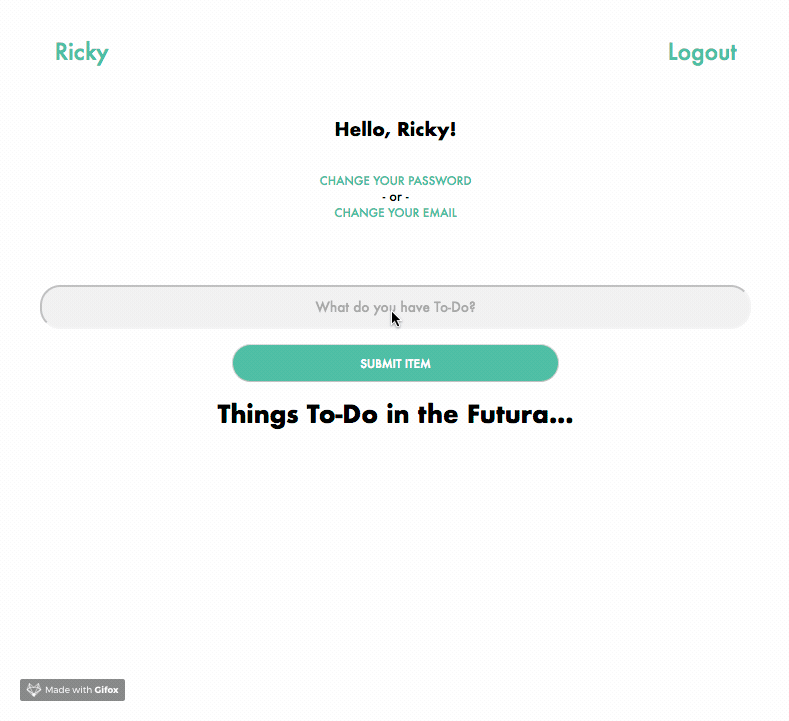 Ricky
Logout
Hello, Ricky!
CHANGE YOUR PASSWORD
- or -
CHANGE YOUR EMAIL
What do you have To-Do?
SUBMIT ITEM
Things To-Do in the Futura...
Made with Gifox